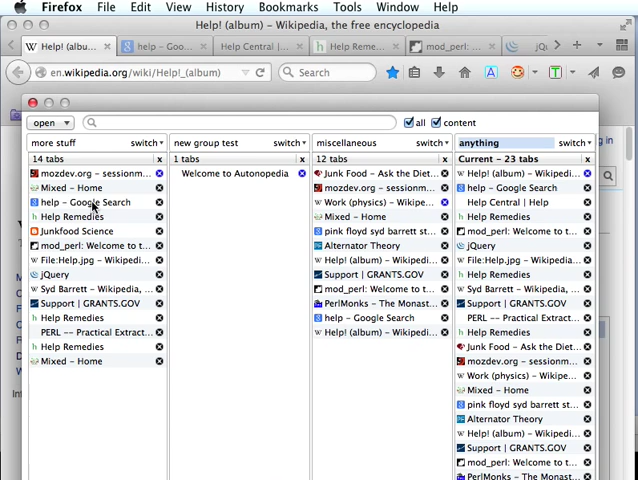 Firefox File Edit View History Bookmarks Tools Window Help
Help! (album) - Wikipedia, the free encyclopedia
Help! (albu... help - Goo... Help Central |... Help Reme... mod_perl: ... jQu
en.wikipedia.org/wiki/Help!_(album) Search
open all content
more stuff switch
14 tabs x
mozdev.org - sessionm...
Mixed - Home
help - Google Search
Help Remedies
Junkfood Science
mod_perl: Welcome to t...
File:Help.jpg - Wikipedi...
jQuery
Syd Barrett - Wikipedia, ...
Support | GRANTS.GOV
Help Remedies
PERL -- Practical Extract...
Help Remedies
Mixed - Home
new group test switch
1 tabs x
Welcome to Autonopedia
miscellaneous switch
12 tabs x
Junk Food - Ask the Diet...
mozdev.org - sessionm...
Work (physics) - Wikipe...
Mixed - Home
pink floyd syd barrett st...
Alternator Theory
Help! (album) - Wikipedi...
Support | GRANTS.GOV
mod_perl: Welcome to t...
PerlMonks - The Monast...
help - Google Search
Help! (album) - Wikipedi...
anything switch
Current - 23 tabs x
Help! (album) - Wikipedi...
help - Google Search
Help Central | Help
Help Remedies
mod_perl: Welcome to t...
jQuery
File:Help.jpg - Wikipedi...
Help Remedies
Syd Barrett - Wikipedia, ...
Support | GRANTS.GOV
PERL -- Practical Extract...
Help Remedies
Junk Food - Ask the Diet...
mozdev.org - sessionm...
Work (physics) - Wikipe...
Mixed - Home
pink floyd syd barrett st...
Alternator Theory
Help! (album) - Wikipedi...
Support | GRANTS.GOV
mod_perl: Welcome to t...
PerlMonks - The Monast...